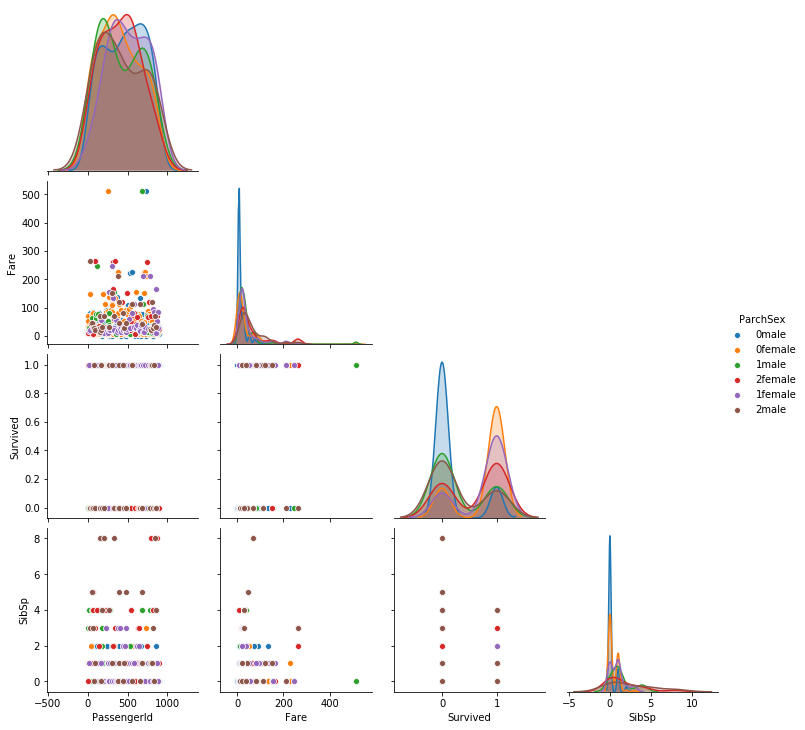 500
400
300
200
100
0
Fare
ParchSex
0male
0female
1male
2female
1female
2male
1.0
0.8
0.6
0.4
0.2
0.0
Survived
8
6
4
2
0
SibSp
−500 0 500 1000
PassengerId
0 200 400
Fare
0 1
Survived
−5 0 5 10
SibSp